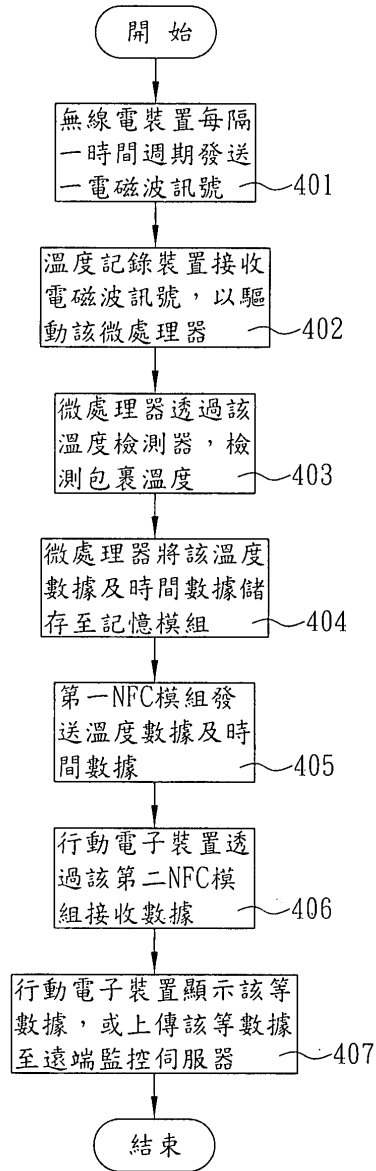 開 始
無線電裝置每隔
一時間週期發送
一電磁波訊號
401
溫度記錄裝置接收
電磁波訊號，以驅
動該微處理器
402
微處理器透過該
溫度檢測器，檢
測包裹溫度
403
微處理器將該溫度
數據及時間數據儲
存至記憶模組
404
第一NFC模組發
送溫度數據及時
間數據
405
行動電子裝置透
過該第二NFC模
組接收數據
406
行動電子裝置顯示該等
數據，或上傳該等數據
至遠端監控伺服器
407
結束